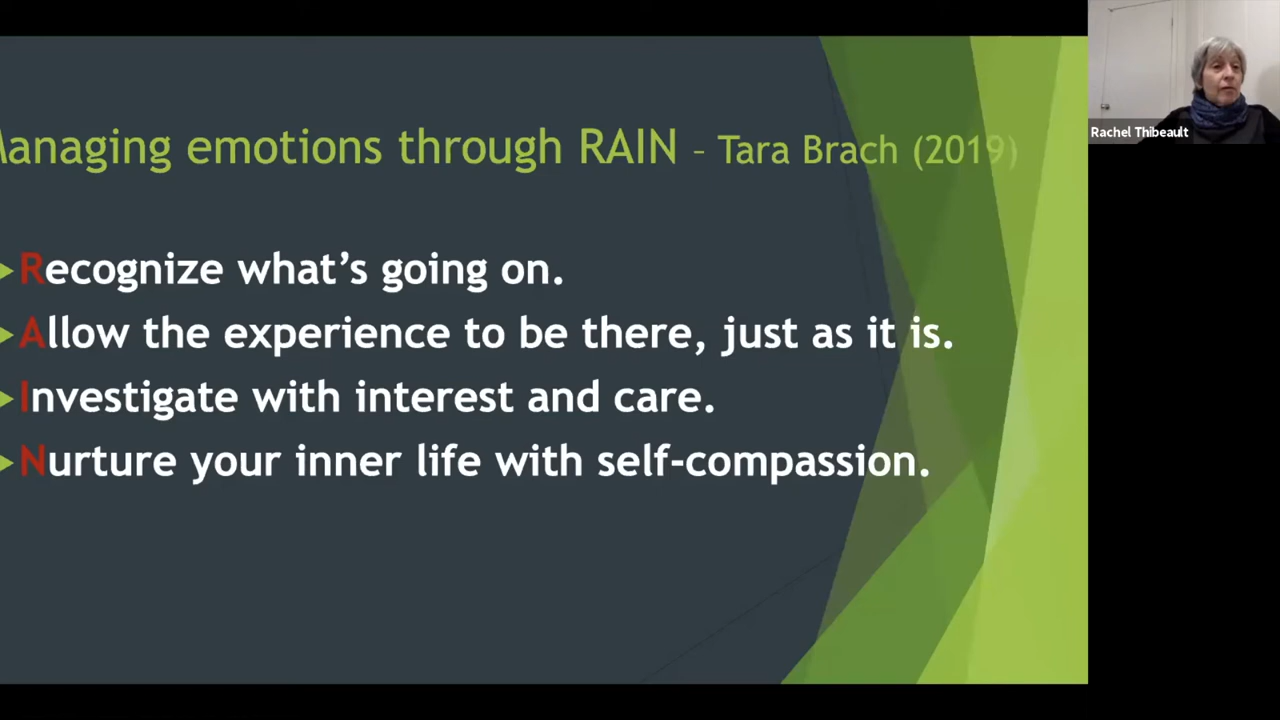 Managing emotions through RAIN – Tara Brach (2019)
Recognize what's going on.
Allow the experience to be there, just as it is.
Investigate with interest and care.
Nurture your inner life with self-compassion.
Rachel Thibeault